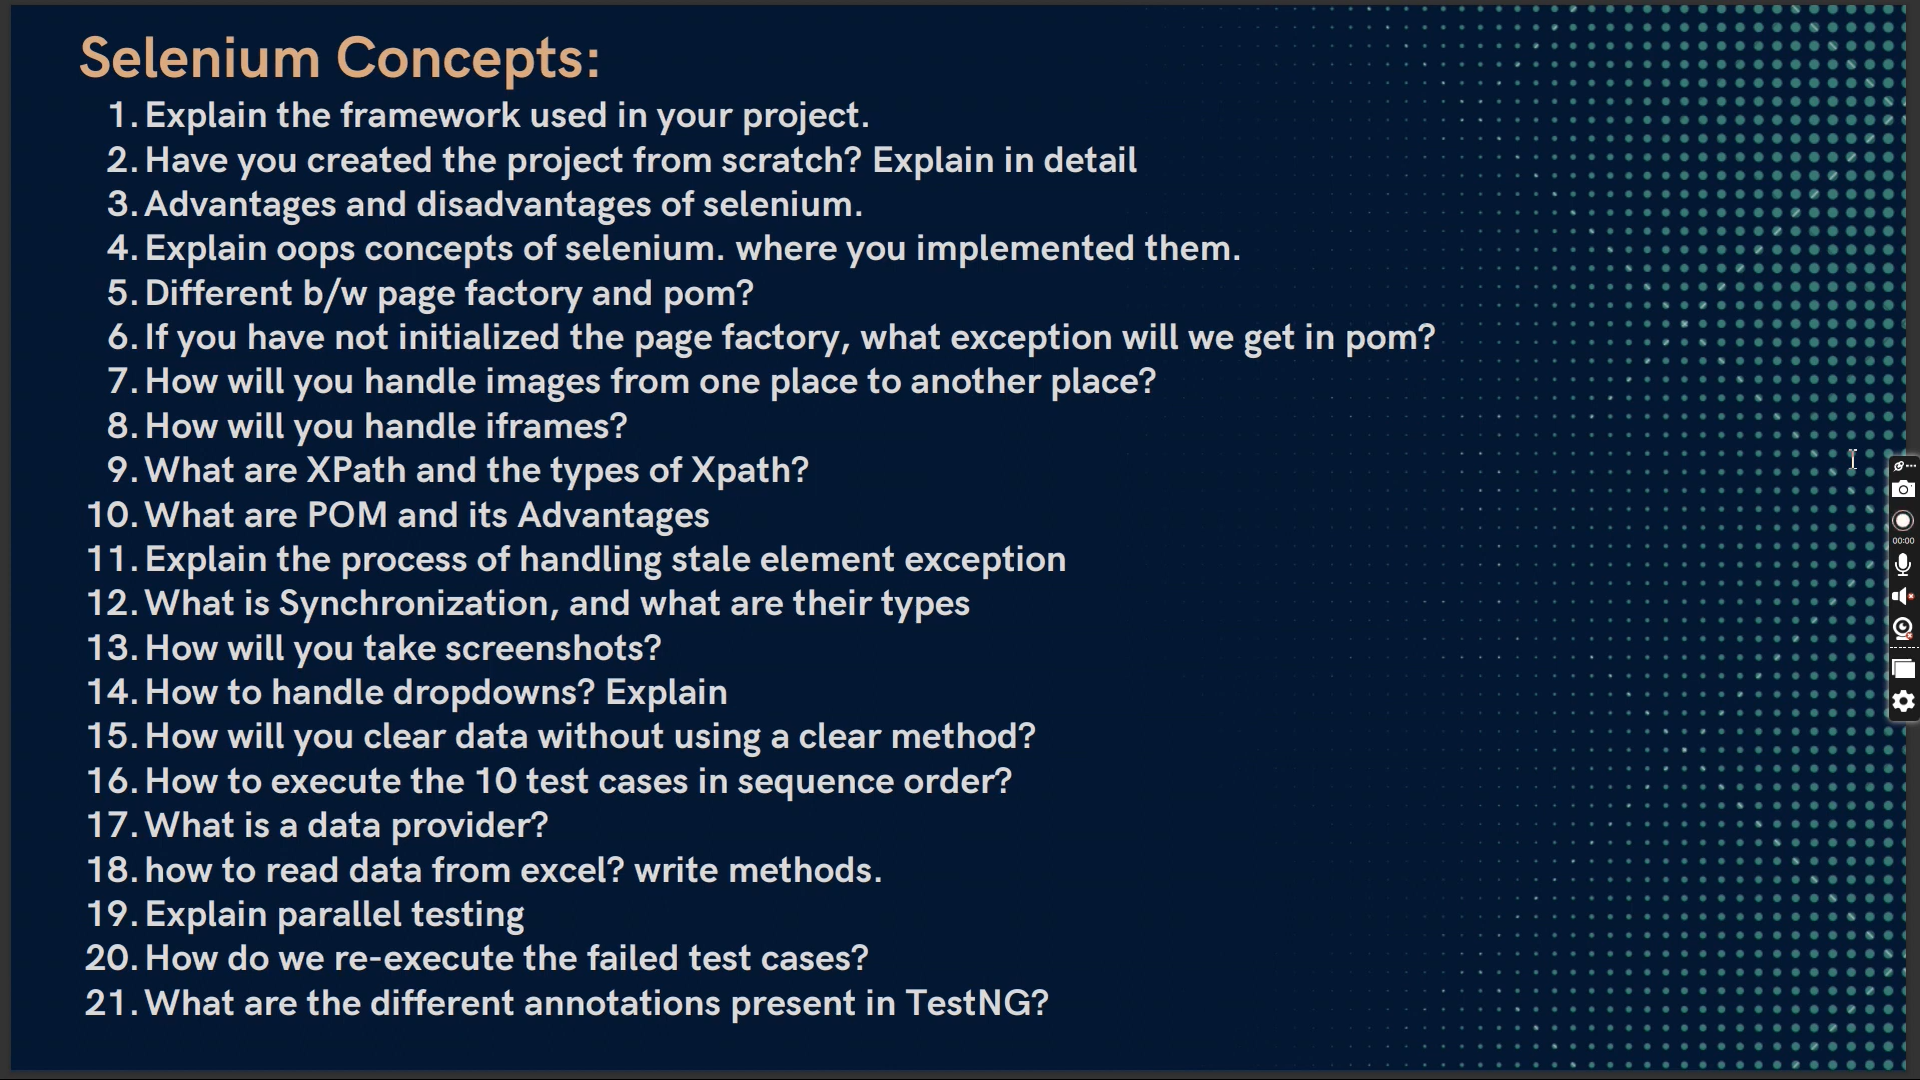 Selenium Concepts:
1. Explain the framework used in your project.
2. Have you created the project from scratch? Explain in detail
3. Advantages and disadvantages of selenium.
4. Explain oops concepts of selenium. where you implemented them.
5. Different b/w page factory and pom?
6. If you have not initialized the page factory, what exception will we get in pom?
7. How will you handle images from one place to another place?
8. How will you handle iframes?
9. What are XPath and the types of Xpath?
10. What are POM and its Advantages
11. Explain the process of handling stale element exception
12. What is Synchronization, and what are their types
13. How will you take screenshots?
14. How to handle dropdowns? Explain
15. How will you clear data without using a clear method?
16. How to execute the 10 test cases in sequence order?
17. What is a data provider?
18. how to read data from excel? write methods.
19. Explain parallel testing
20. How do we re-execute the failed test cases?
21. What are the different annotations present in TestNG?
00:00